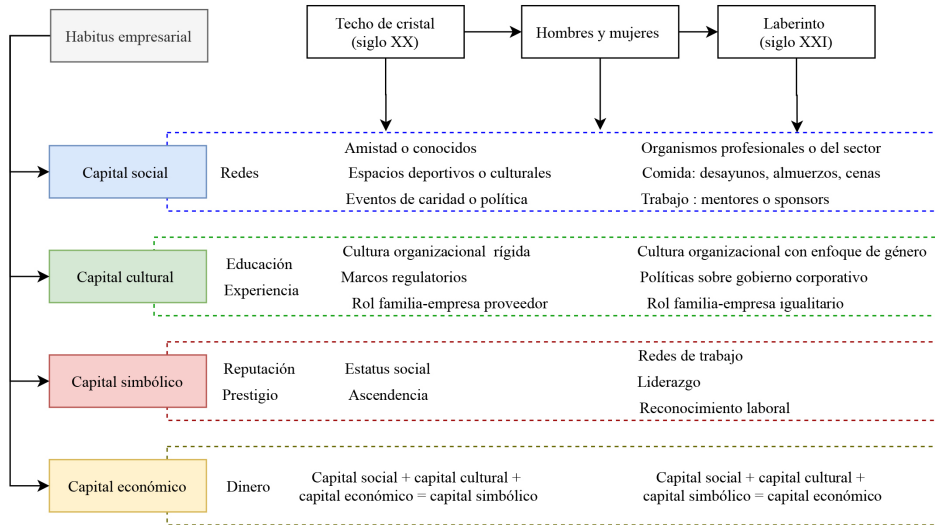 Habitus empresarial
Techo de cristal
(siglo XX)
Hombres y mujeres
Laberinto
(siglo XXI)
Capital social
Redes
Amistad o conocidos
Espacios deportivos o culturales
Eventos de caridad o política
Organismos profesionales o del sector
Comida: desayunos, almuerzos, cenas
Trabajo : mentores o sponsors
Capital cultural
Educación
Experiencia
Cultura organizacional rígida
Marcos regulatorios
Rol familia-empresa proveedor
Cultura organizacional con enfoque de género
Políticas sobre gobierno corporativo
Rol familia-empresa igualitario
Capital simbólico
Reputación
Prestigio
Estatus social
Ascendencia
Redes de trabajo
Liderazgo
Reconocimiento laboral
Capital económico
Dinero
Capital social + capital cultural +
capital económico = capital simbólico
Capital social + capital cultural +
capital simbólico = capital económico